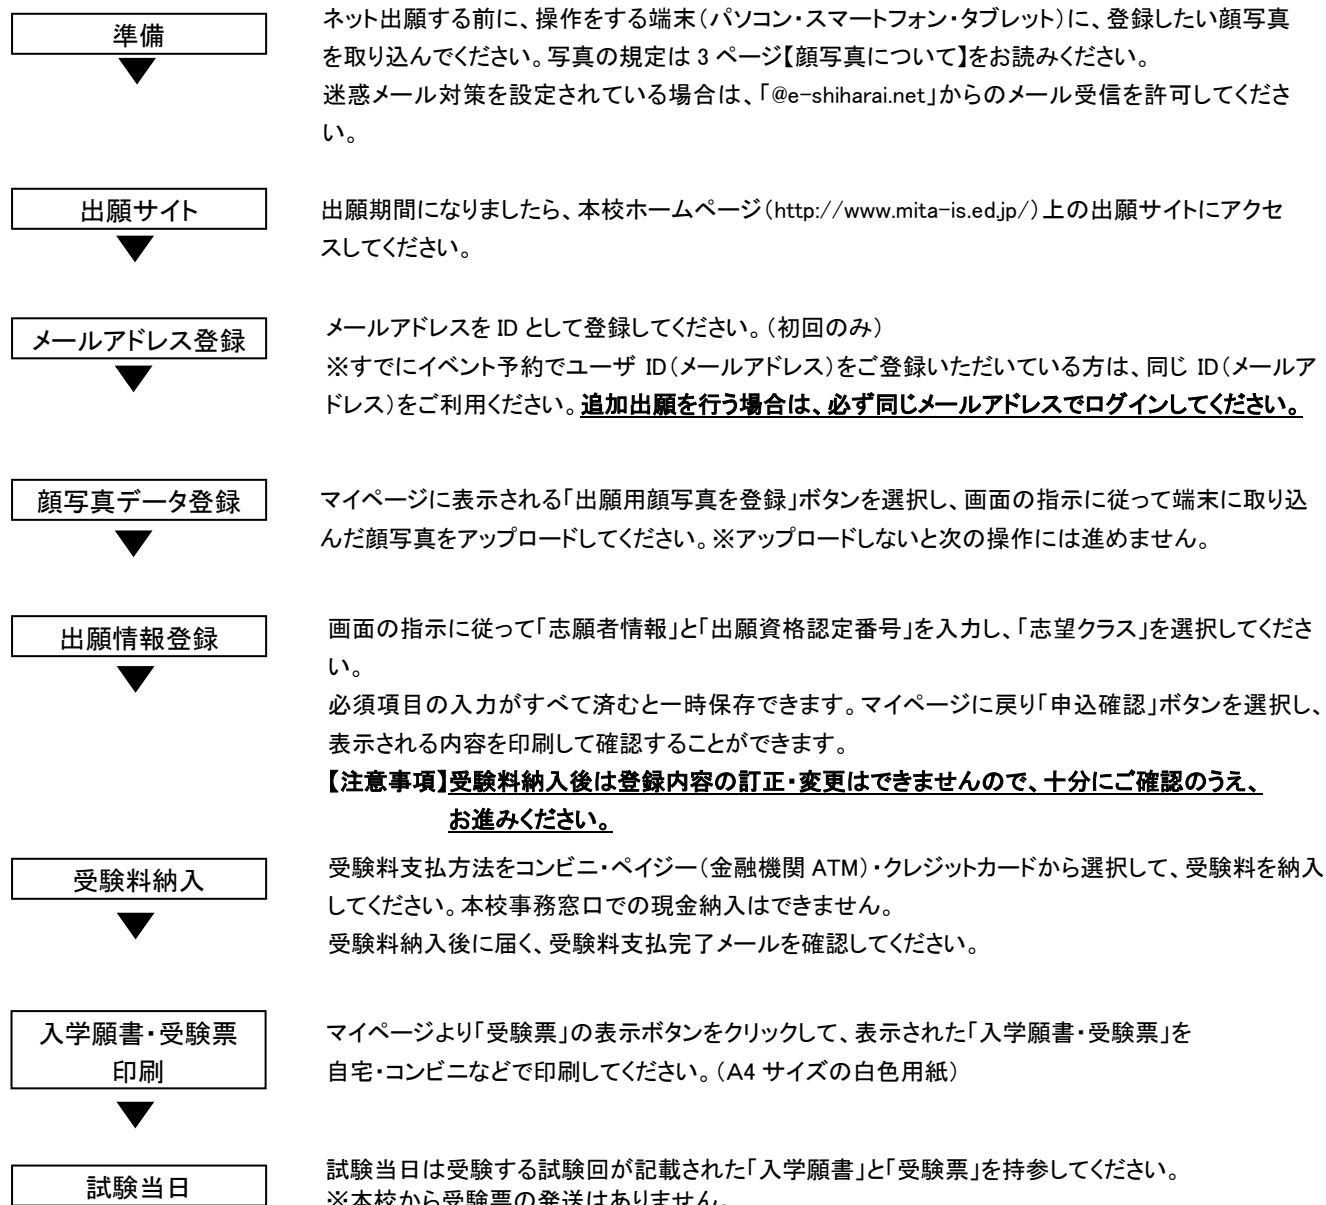 準備
ネット出願する前に、操作をする端末（パソコン・スマートフォン・タブレット）に、登録したい顔写真
を取り込んでください。写真の規定は 3 ページ【顔写真について】をお読みください。
迷惑メール対策を設定されている場合は、「@e-shiharai.net」からのメール受信を許可してくださ
い。
出願サイト
出願期間になりましたら、本校ホームページ（http://www.mita-is.ed.jp/）上の出願サイトにアクセ
スしてください。
メールアドレス登録
メールアドレスを ID として登録してください。（初回のみ）
※すでにイベント予約でユーザ ID（メールアドレス）をご登録いただいている方は、同じ ID（メールア
ドレス）をご利用ください。追加出願を行う場合は、必ず同じメールアドレスでログインしてください。
顔写真データ登録
マイページに表示される「出願用顔写真を登録」ボタンを選択し、画面の指示に従って端末に取り込
んだ顔写真をアップロードしてください。※アップロードしないと次の操作には進めません。
出願情報登録
画面の指示に従って「志願者情報」と「出願資格認定番号」を入力し、「志望クラス」を選択してくださ
い。
必須項目の入力がすべて済むと一時保存できます。マイページに戻り「申込確認」ボタンを選択し、
表示される内容を印刷して確認することができます。
【注意事項】受験料納入後は登録内容の訂正・変更はできませんので、十分にご確認のうえ、
お進みください。
受験料納入
受験料支払方法をコンビニ・ペイジー（金融機関 ATM）・クレジットカードから選択して、受験料を納入
してください。本校事務窓口での現金納入はできません。
受験料納入後に届く、受験料支払完了メールを確認してください。
入学願書・受験票
印刷
マイページより「受験票」の表示ボタンをクリックして、表示された「入学願書・受験票」を
自宅・コンビニなどで印刷してください。（A4 サイズの白色用紙）
試験当日
試験当日は受験する試験回が記載された「入学願書」と「受験票」を持参してください。
※本校から受験票の発送はありません。